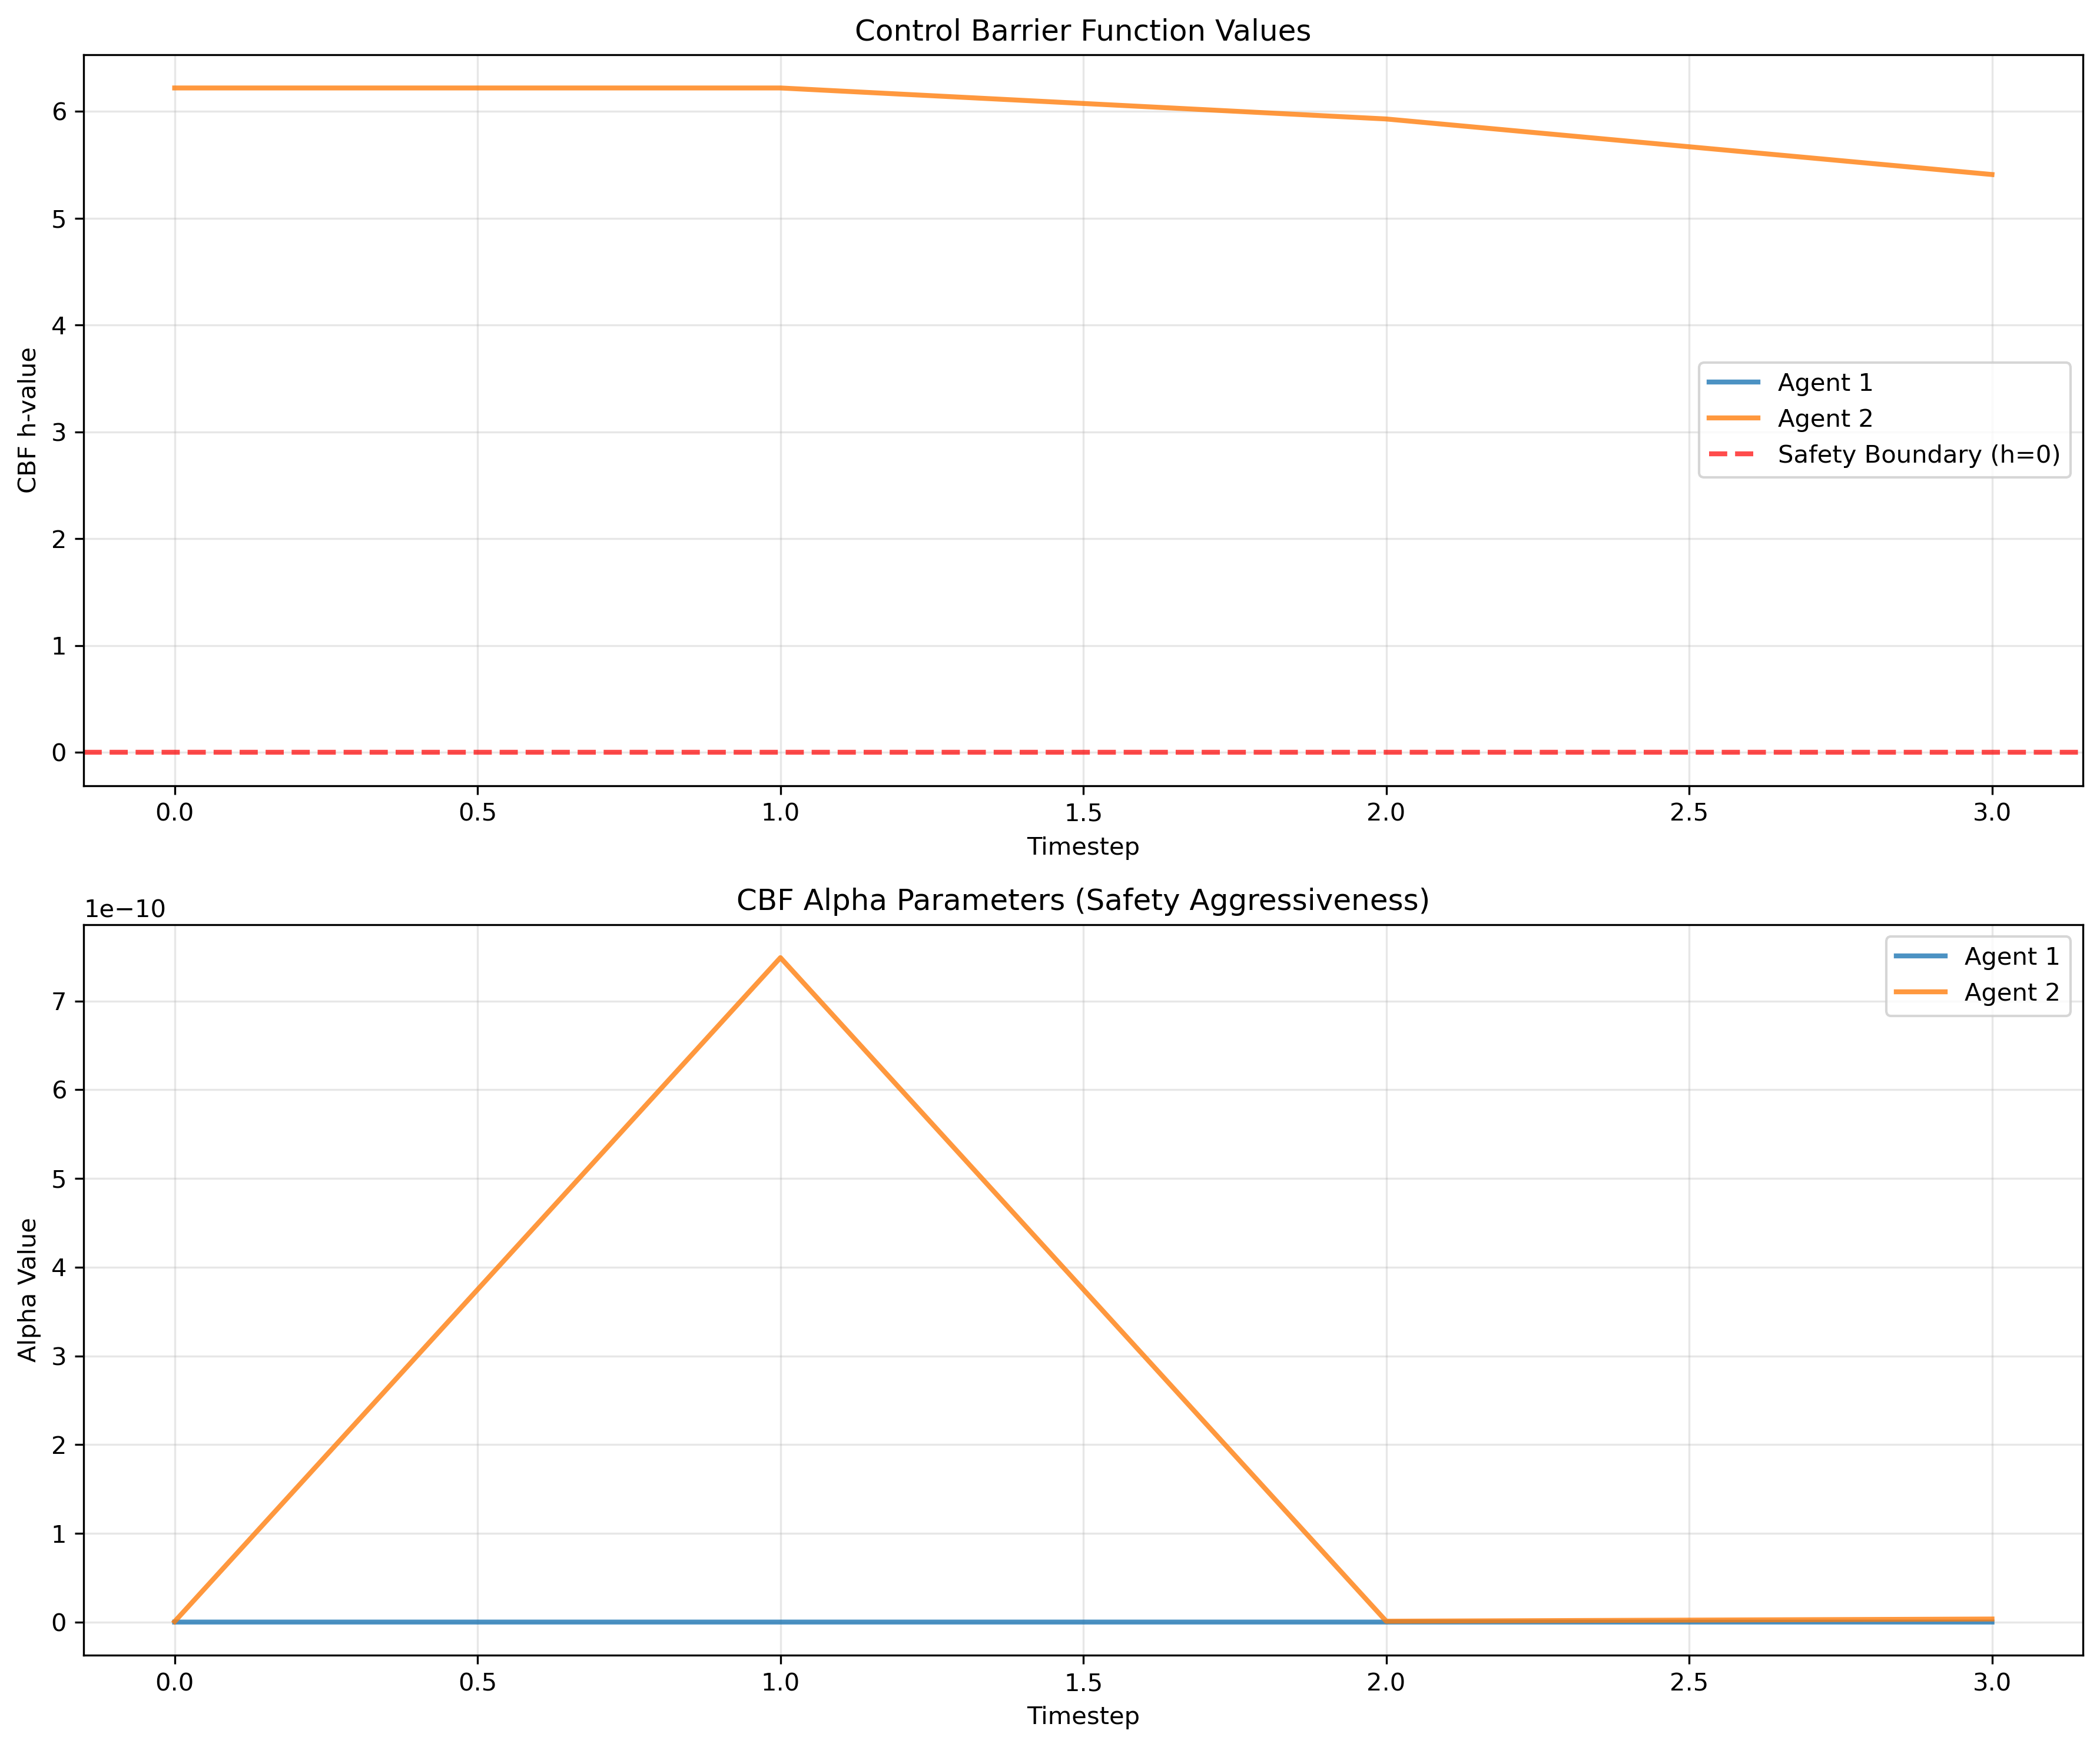 Control Barrier Function Values
CBF h-value
6
5
4
3
2
1
0
Agent 1
Agent 2
Safety Boundary (h=0)
0.0 0.5 1.0 1.5 2.0 2.5 3.0
Timestep
CBF Alpha Parameters (Safety Aggressiveness)
1e−10
Alpha Value
7
6
5
4
3
2
1
0
Agent 1
Agent 2
0.0 0.5 1.0 1.5 2.0 2.5 3.0
Timestep